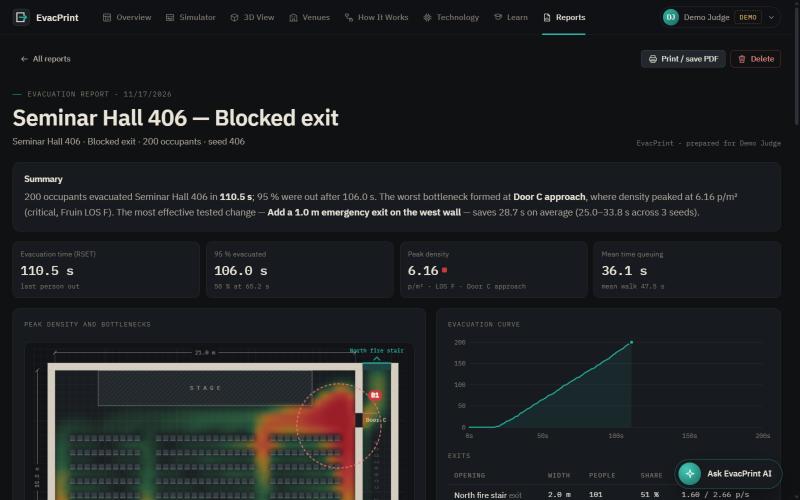 EvacPrint
Overview
Simulator
3D View
Venues
How It Works
Technology
Learn
Reports
DJ
Demo Judge
DEMO
← All reports
Print / save PDF
Delete
EVACUATION REPORT · 11/17/2026
Seminar Hall 406 — Blocked exit
Seminar Hall 406 · Blocked exit · 200 occupants · seed 406
EvacPrint · prepared for Demo Judge
Summary
200 occupants evacuated Seminar Hall 406 in 110.5 s; 95 % were out after 106.0 s. The worst bottleneck formed at Door C approach, where density peaked at 6.16 p/m²
(critical, Fruin LOS F). The most effective tested change — Add a 1.0 m emergency exit on the west wall — saves 28.7 s on average (25.0–33.8 s across 3 seeds).
Evacuation time (RSET)
110.5 s
last person out
95 % evacuated
106.0 s
50 % at 65.2 s
Peak density
6.16
p/m² · LOS F · Door C approach
Mean time queuing
36.1 s
mean walk 47.5 s
PEAK DENSITY AND BOTTLENECKS
21.0 m
North fire stair
STAGE
B1
Door C
EVACUATION CURVE
200
150
100
50
0
0s
50s
100s
150s
200s
EXITS
OPENING
WIDTH
PEOPLE
SHARE
North fire stair exit
2.0 m
101
51 %
1.60 / 2.66 p/s
Ask EvacPrint AI